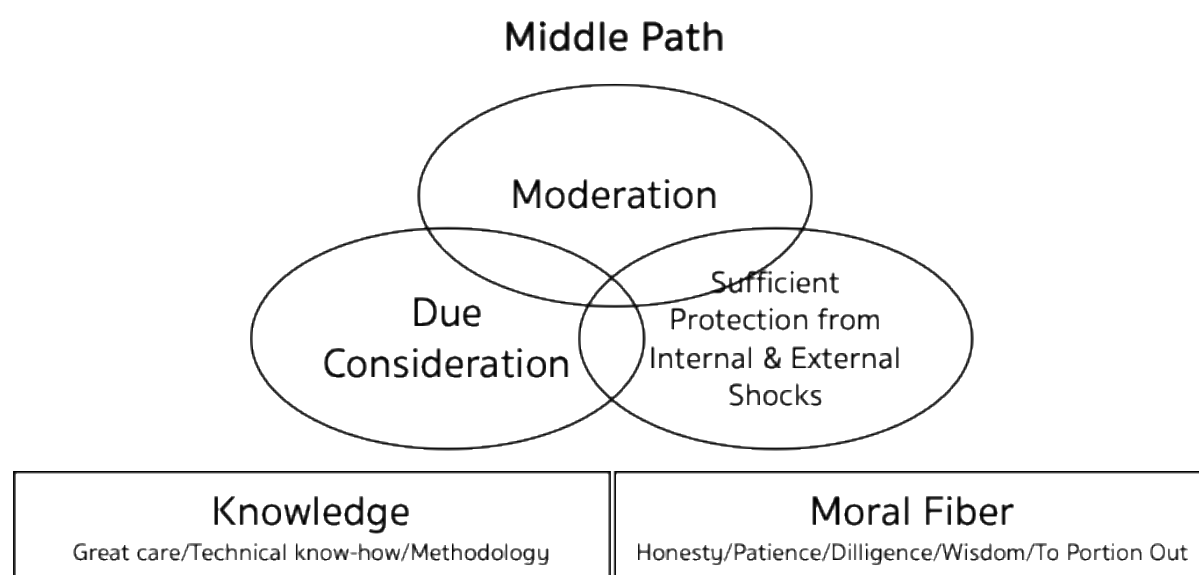 Middle Path
Moderation
Due
Consideration
Sufficient
Protection from
Internal & External
Shocks
Knowledge
Great care/Technical know-how/Methodology
Moral Fiber
Honesty/Patience/Dilligence/Wisdom/To Portion Out